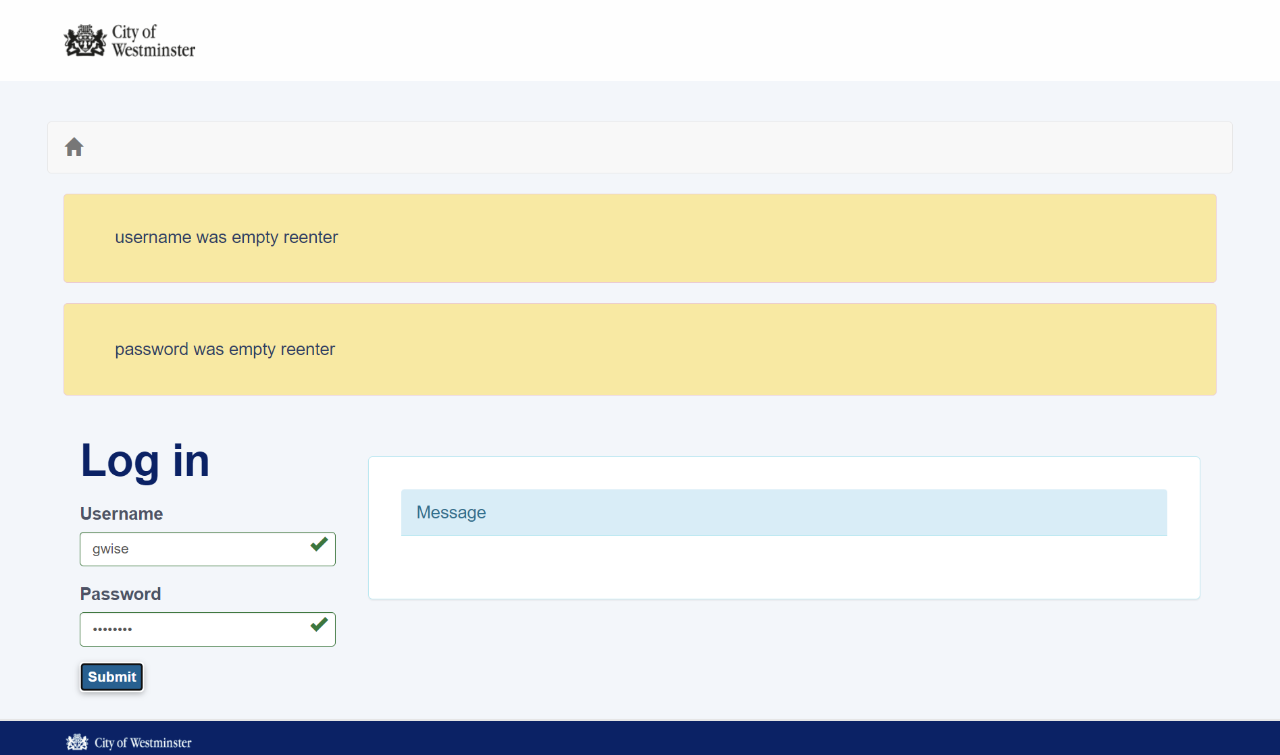 City of
Westminster
username was empty reenter
password was empty reenter
Log in
Message
Username
gwise
Password
••••••••
Submit
City of Westminster